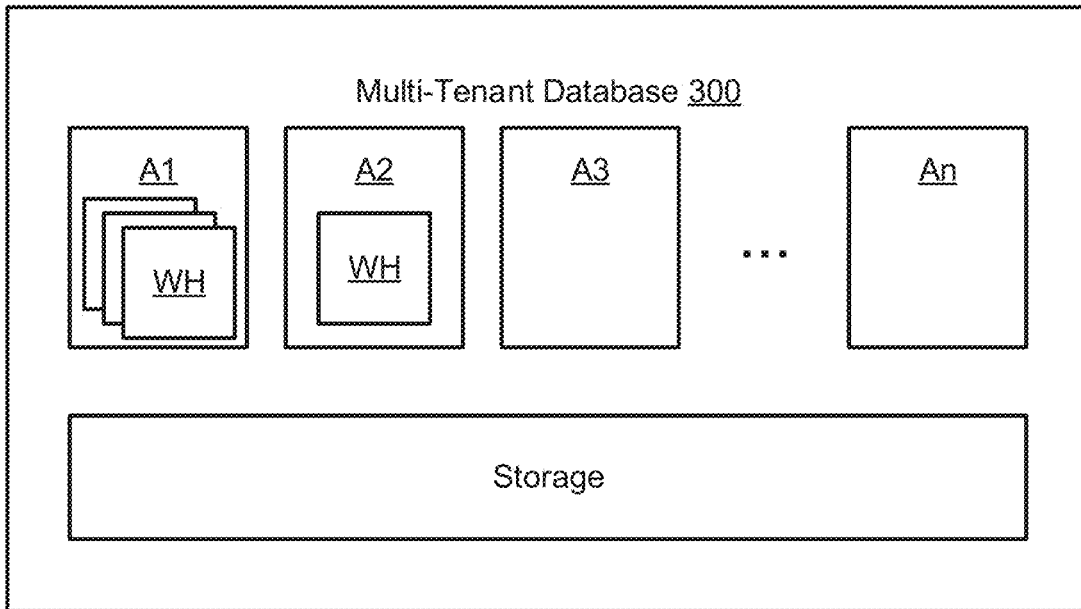 Multi-Tenant Database 300
A1
A2
A3
An
...
WH
WH
Storage